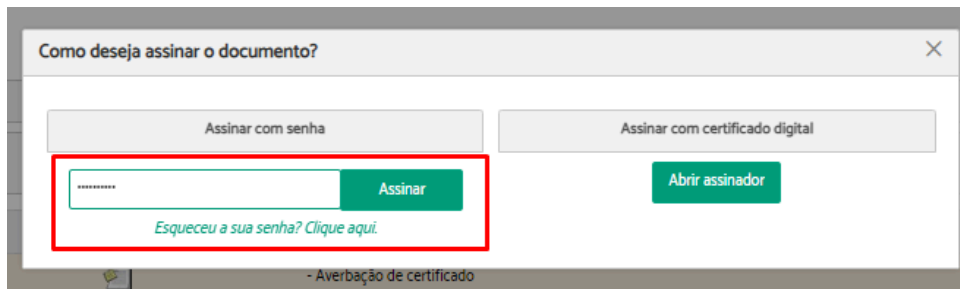 Como deseja assinar o documento?
Assinar com senha
Assinar com certificado digital
Assinar
Abrir assinador
Esqueceu a sua senha? Clique aqui.
- Averbação de certificado